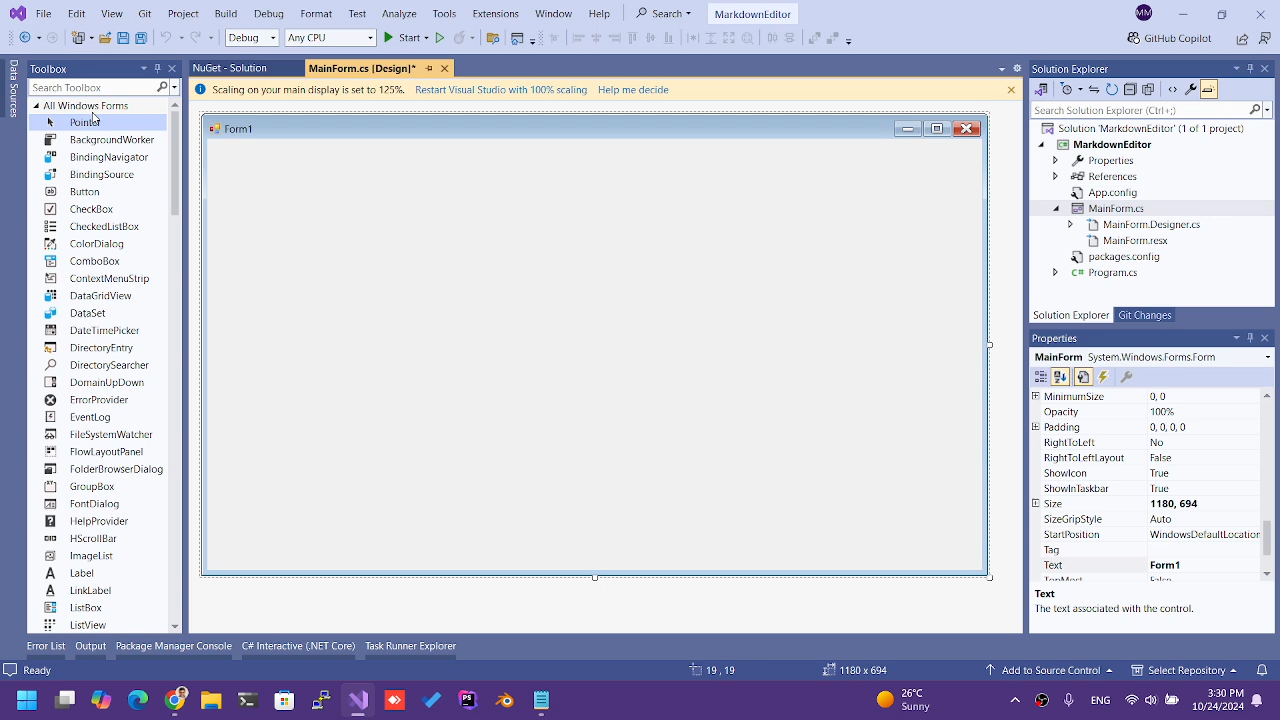 File Edit View Git Project Build Debug Format Test Analyze Tools Extensions Window Help Search MarkdownEditor MM
Debug Any CPU Start GitHub Copilot
Data Sources
Toolbox
Search Toolbox
All Windows Forms
Pointer
BackgroundWorker
BindingNavigator
BindingSource
Button
CheckBox
CheckedListBox
ColorDialog
ComboBox
ContextMenuStrip
DataGridView
DataSet
DateTimePicker
DirectoryEntry
DirectorySearcher
DomainUpDown
ErrorProvider
EventLog
FileSystemWatcher
FlowLayoutPanel
FolderBrowserDialog
GroupBox
FontDialog
HelpProvider
HScrollBar
ImageList
Label
LinkLabel
ListBox
ListView
NuGet - Solution MainForm.cs [Design]*
Scaling on your main display is set to 125%. Restart Visual Studio with 100% scaling Help me decide
Form1
Solution Explorer
Search Solution Explorer (Ctrl+;)
Solution 'MarkdownEditor' (1 of 1 project)
MarkdownEditor
Properties
References
App.config
MainForm.cs
MainForm.Designer.cs
MainForm.resx
packages.config
Program.cs
Solution Explorer Git Changes
Properties
MainForm System.Windows.Forms.Form
MinimumSize 0, 0
Opacity 100%
Padding 0, 0, 0, 0
RightToLeft No
RightToLeftLayout False
ShowIcon True
ShowInTaskbar True
Size 1180, 694
SizeGripStyle Auto
StartPosition WindowsDefaultLocation
Tag
Text Form1
TopMost False
Text
The text associated with the control.
Error List Output Package Manager Console C# Interactive (.NET Core) Task Runner Explorer
Ready 19 , 19 1180 x 694 Add to Source Control Select Repository
26°C
Sunny
ENG
3:30 PM
10/24/2024